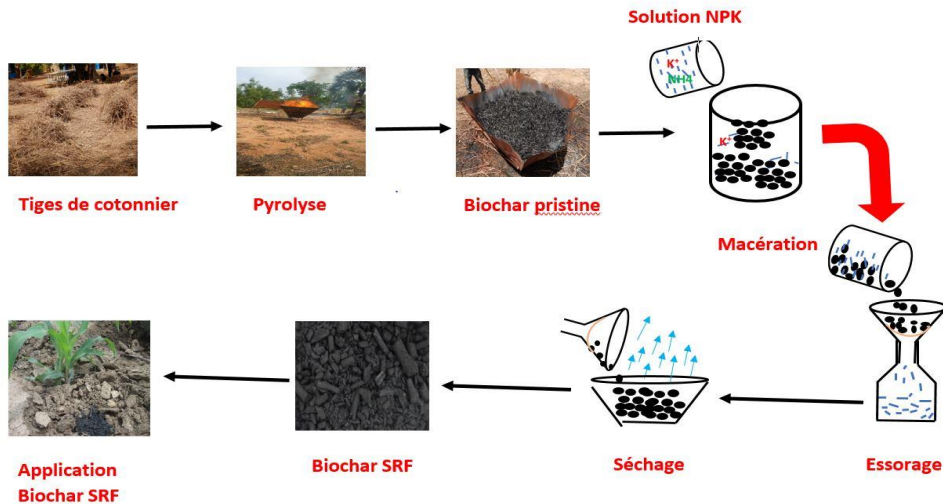 Solution NPK
K+
NH4
K+
Tiges de cotonnier
Pyrolyse
Biochar pristine
Macération
Application
Biochar SRF
Biochar SRF
Séchage
Essorage